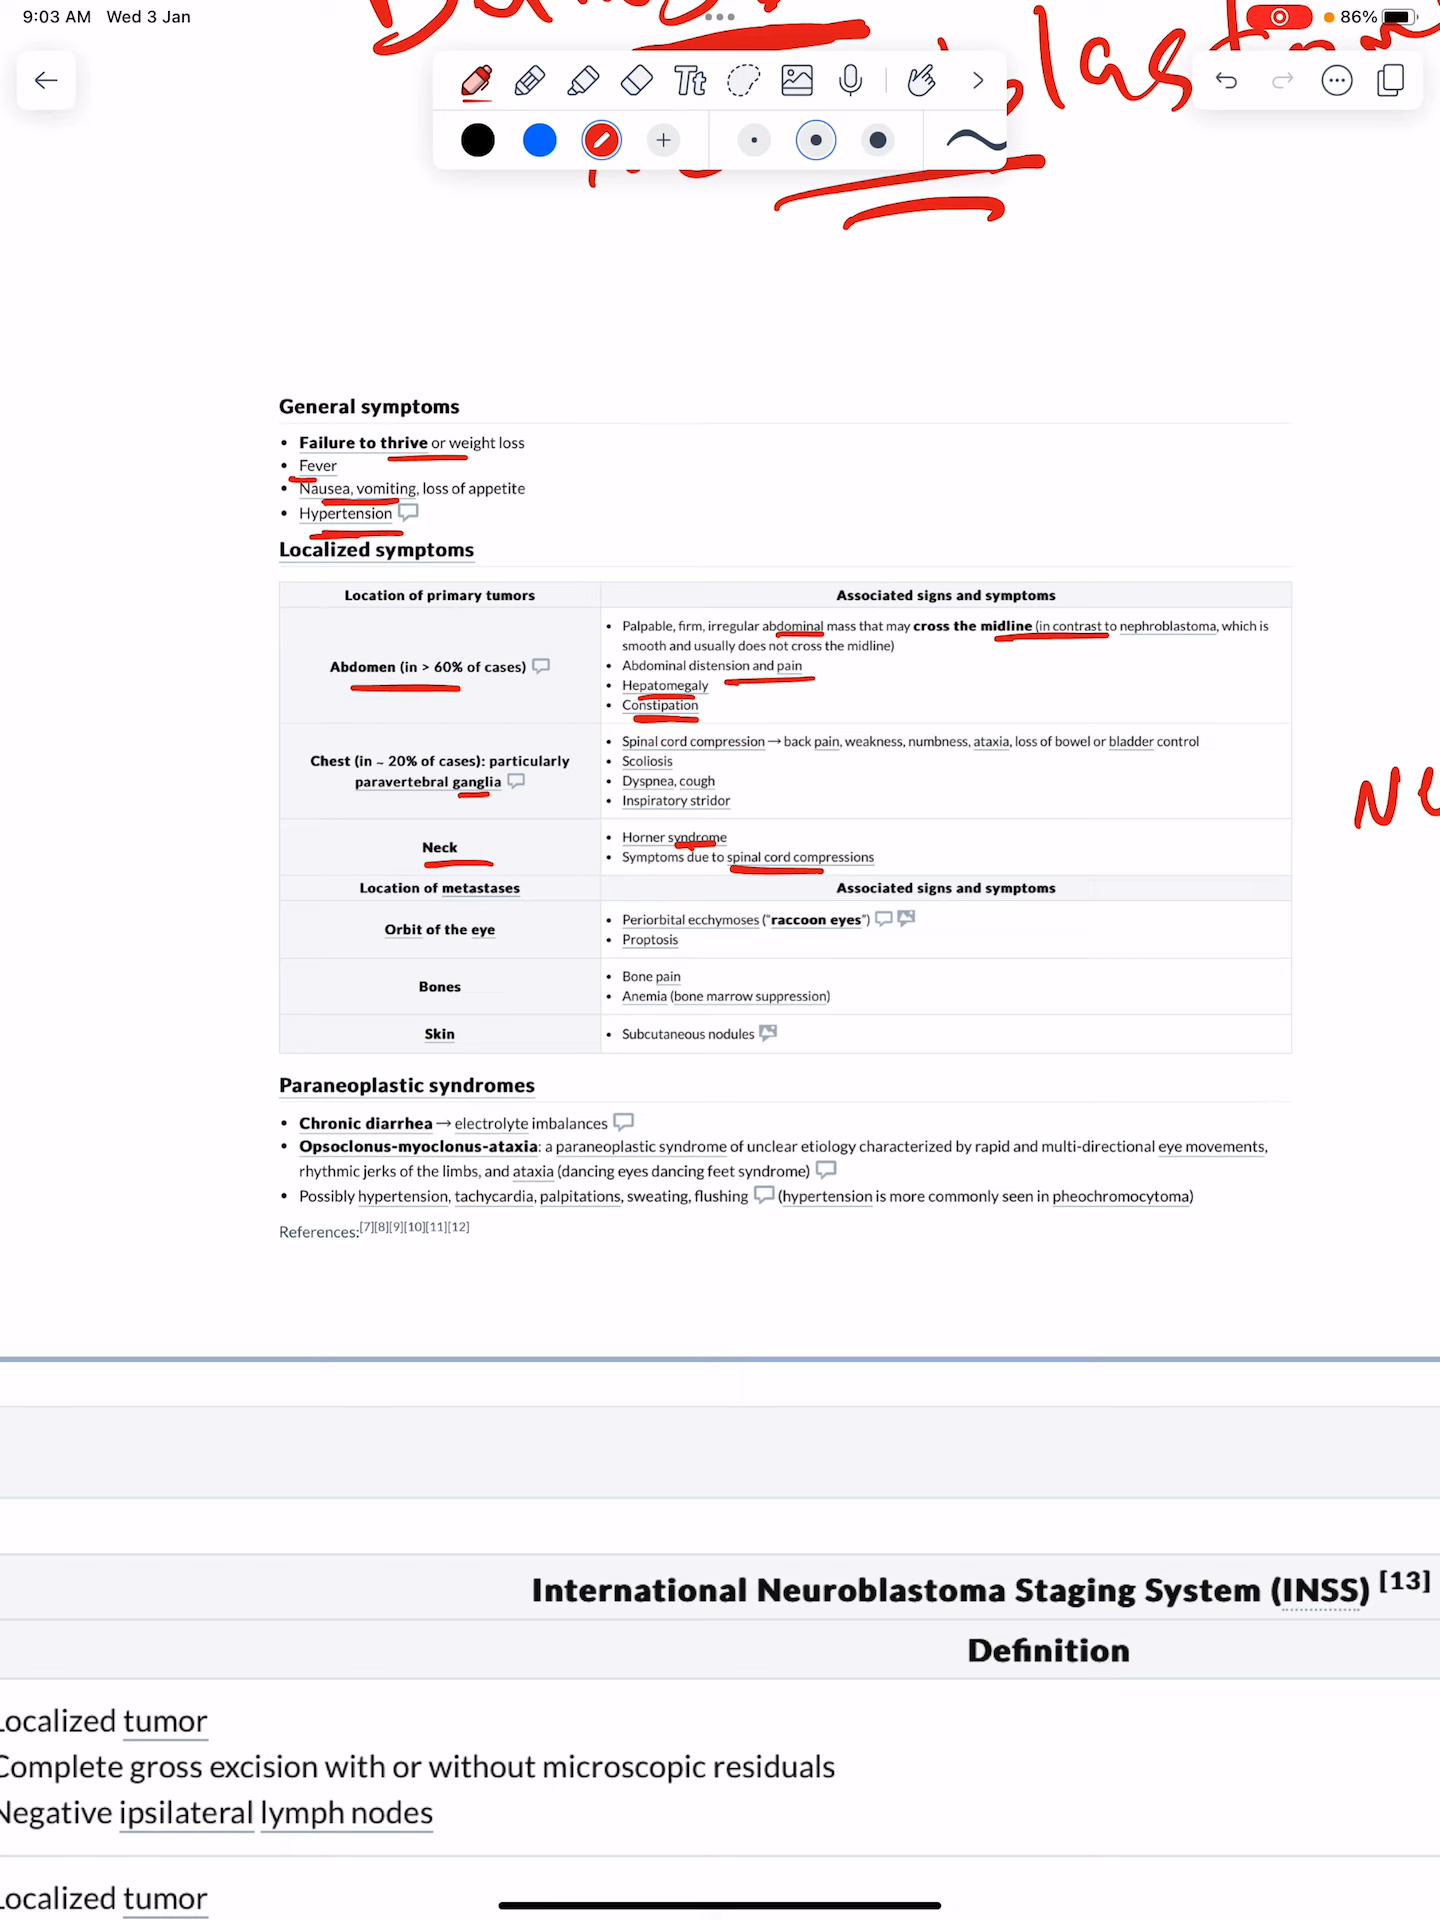 9:03 AM Wed 3 Jan
86%
Tt
General symptoms
• Failure to thrive or weight loss
• Fever
• Nausea, vomiting, loss of appetite
• Hypertension
Localized symptoms
Location of primary tumors Associated signs and symptoms
Abdomen (in > 60% of cases)
• Palpable, firm, irregular abdominal mass that may cross the midline (in contrast to nephroblastoma, which is
smooth and usually does not cross the midline)
• Abdominal distension and pain
• Hepatomegaly
• Constipation
Chest (in ~ 20% of cases): particularly
paravertebral ganglia
• Spinal cord compression → back pain, weakness, numbness, ataxia, loss of bowel or bladder control
• Scoliosis
• Dyspnea, cough
• Inspiratory stridor
Neck
• Horner syndrome
• Symptoms due to spinal cord compressions
Location of metastases Associated signs and symptoms
Orbit of the eye
• Periorbital ecchymoses ("raccoon eyes")
• Proptosis
Bones
• Bone pain
• Anemia (bone marrow suppression)
Skin
• Subcutaneous nodules
Paraneoplastic syndromes
• Chronic diarrhea → electrolyte imbalances
• Opsoclonus-myoclonus-ataxia: a paraneoplastic syndrome of unclear etiology characterized by rapid and multi-directional eye movements,
rhythmic jerks of the limbs, and ataxia (dancing eyes dancing feet syndrome)
• Possibly hypertension, tachycardia, palpitations, sweating, flushing (hypertension is more commonly seen in pheochromocytoma)
References:[7][8][9][10][11][12]
International Neuroblastoma Staging System (INSS) [13]
Definition
Localized tumor
Complete gross excision with or without microscopic residuals
Negative ipsilateral lymph nodes
Localized tumor